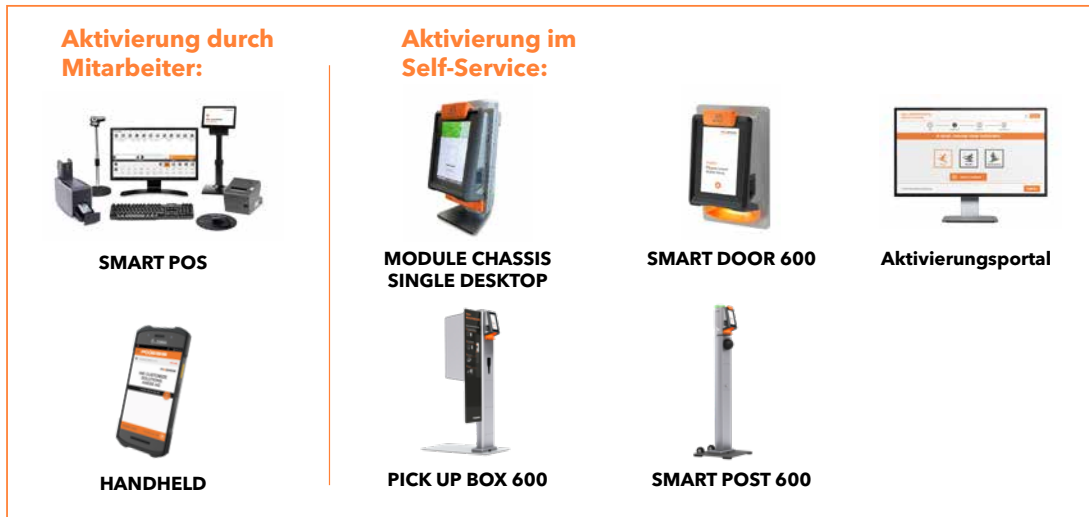 Aktivierung durch
Mitarbeiter:
Aktivierung im
Self-Service:
SMART POS
MODULE CHASSIS
SINGLE DESKTOP
SMART DOOR 600
Aktivierungsportal
HANDHELD
PICK UP BOX 600
SMART POST 600